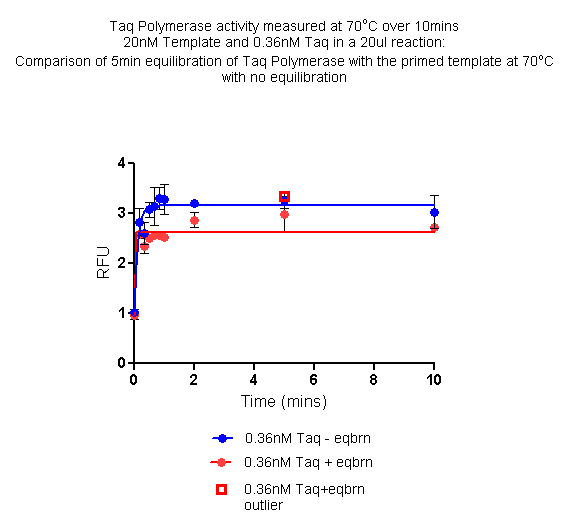 Taq Polymerase activity measured at 70°C over 10mins
20nM Template and 0.36nM Taq in a 20ul reaction:
Comparison of 5min equilibration of Taq Polymerase with the primed template at 70°C
with no equilibration
4
3
2
1
0
RFU
0 2 4 6 8 10
Time (mins)
0.36nM Taq - eqbrn
0.36nM Taq + eqbrn
0.36nM Taq+eqbrn
outlier